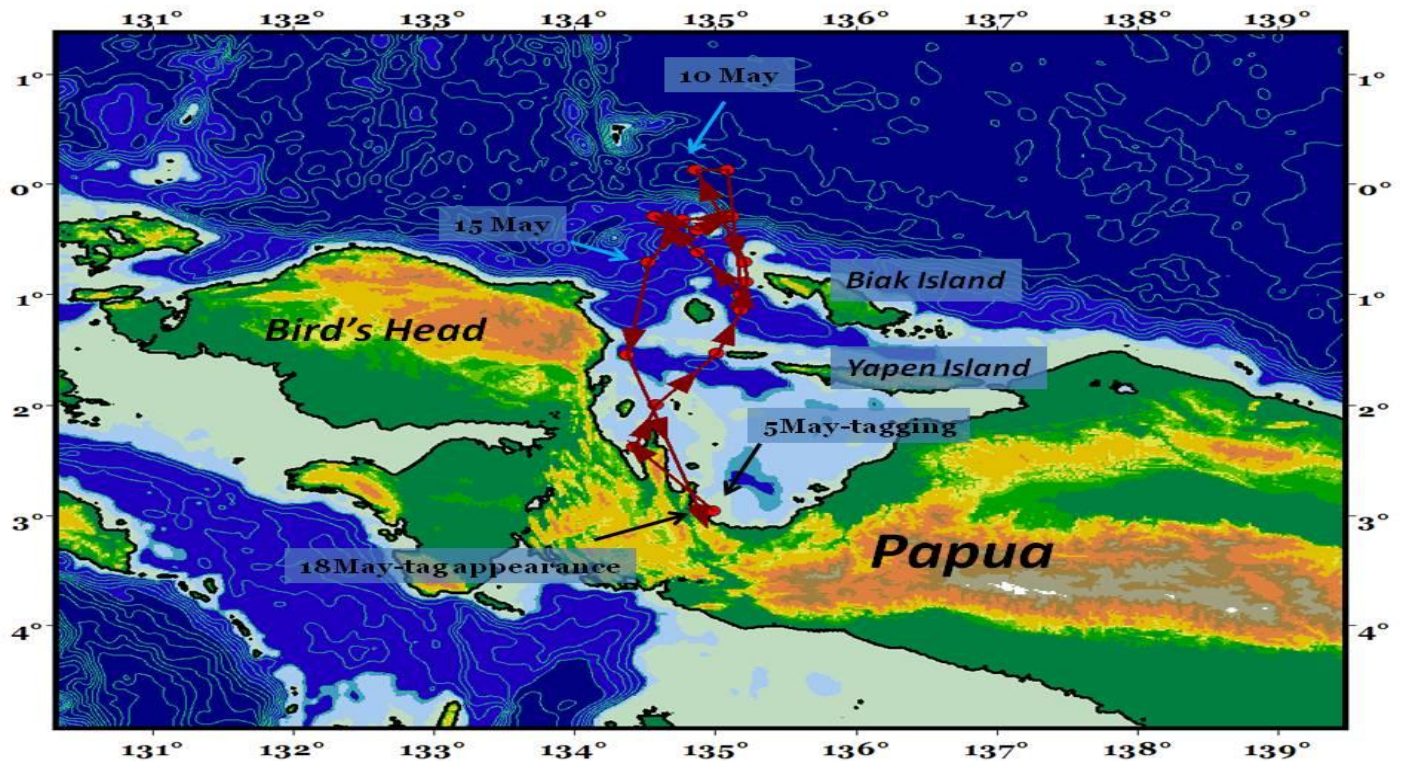 131° 132° 133° 134° 135° 136° 137° 138° 139°
1° 1°
10 May
0° 0°
15 May
Biak Island
1° 1°
Bird's Head
Yapen Island
2° 2°
5May-tagging
3° 3°
Papua
18May-tag appearance
4° 4°
131° 132° 133° 134° 135° 136° 137° 138° 139°